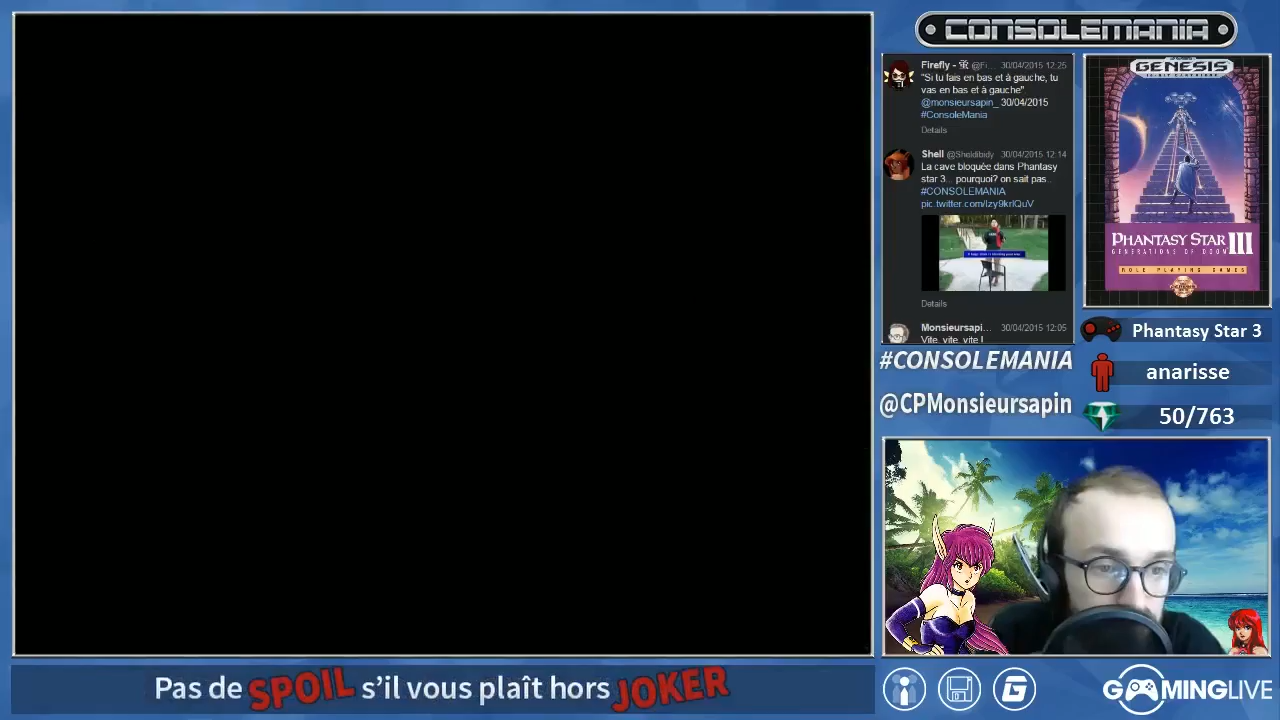 CONSOLEMANIA
Firefly - @Fi... 30/04/2015 12:25
"Si tu fais en bas et à gauche, tu
vas en bas et à gauche"
@monsieursapin_ 30/04/2015
#ConsoleMania
Details
Shell @Sheldibidy 30/04/2015 12:14
La cave bloquée dans Phantasy
star 3... pourquoi? on sait pas...
#CONSOLEMANIA
pic.twitter.com/Izy9krlQuV
Details
Monsieursapi... 30/04/2015 12:05
Vite, vite, vite !
GENESIS
PHANTASY STAR III
GENERATIONS OF DOOM
ROLE PLAYING GAMES
#CONSOLEMANIA
@CPMonsieursapin
Phantasy Star 3
anarisse
50/763
Pas de SPOIL s'il vous plaît hors JOKER
GAMINGLIVE